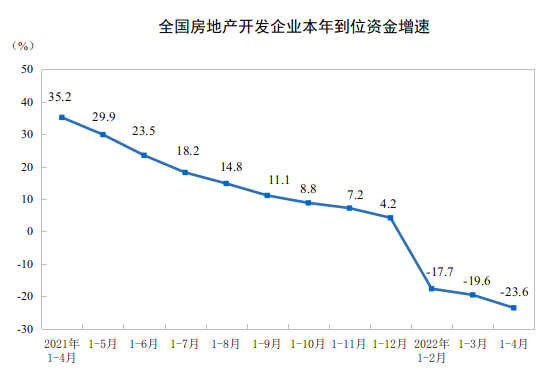 全国房地产开发企业本年到位资金增速
（%）
50
40
30
20
10
0
-10
-20
-30
35.2
29.9
23.5
18.2
14.8
11.1
8.8
7.2
4.2
-17.7
-19.6
-23.6
2021年
1-4月
1-5月
1-6月
1-7月
1-8月
1-9月
1-10月
1-11月
1-12月
2022年
1-2月
1-3月
1-4月